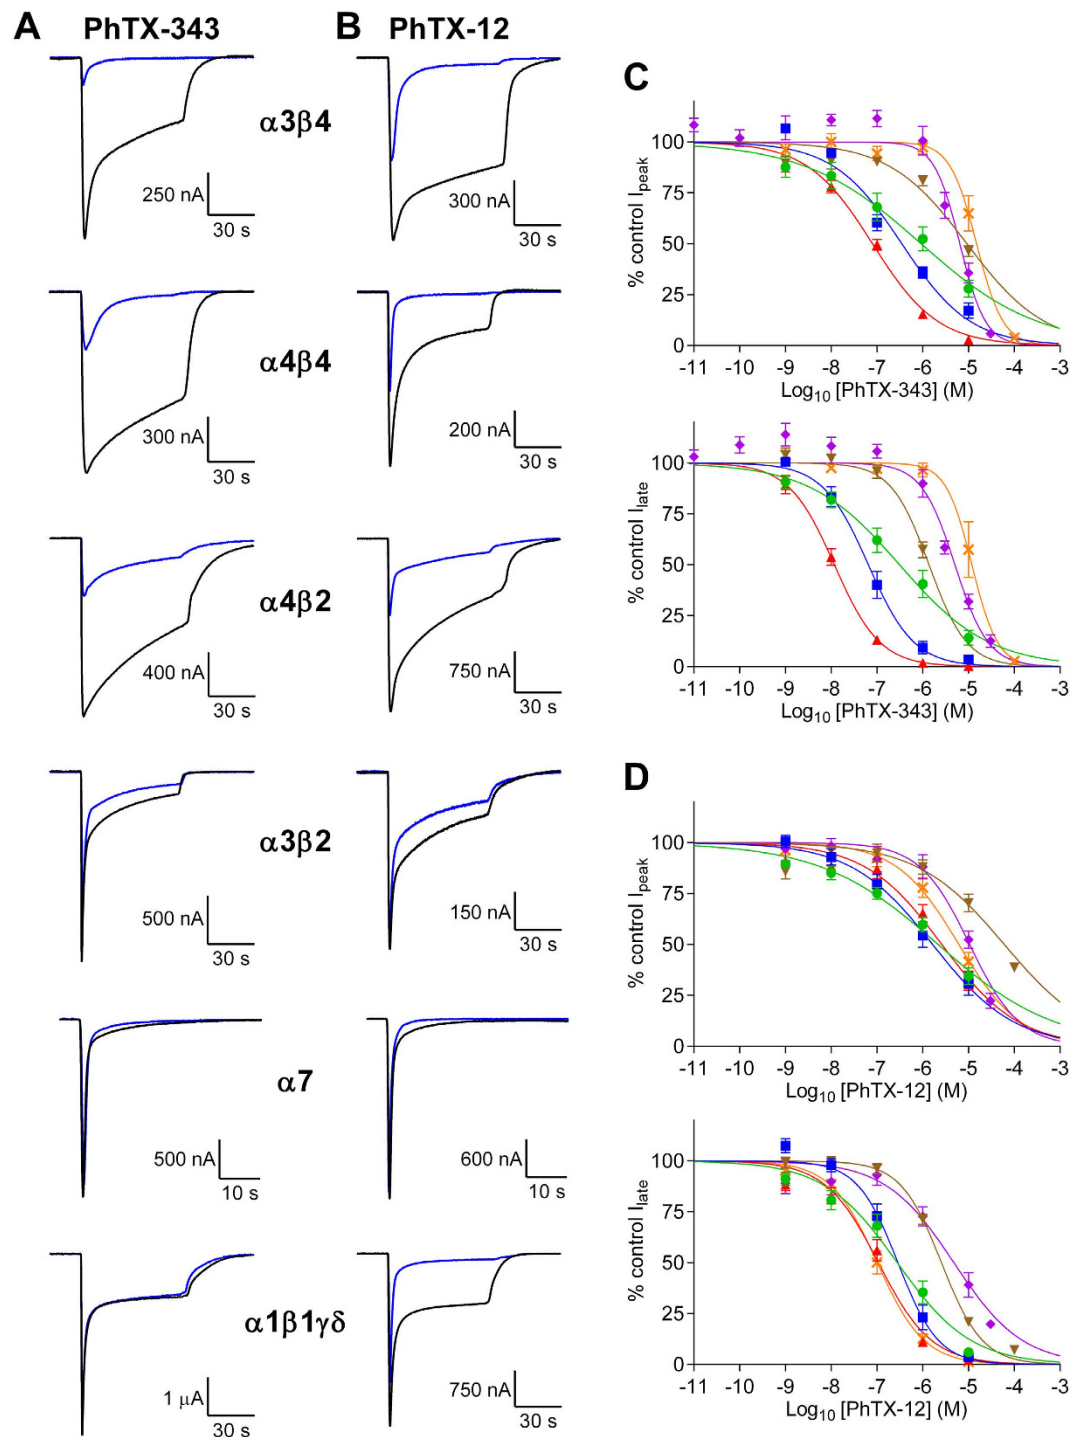 A PhTX-343 B PhTX-12
α3β4
250 nA
30 s
300 nA
30 s
α4β4
300 nA
30 s
200 nA
30 s
α4β2
400 nA
30 s
750 nA
30 s
α3β2
500 nA
30 s
150 nA
30 s
α7
500 nA
10 s
600 nA
10 s
α1β1γδ
1 µA
30 s
750 nA
30 s
C
% control Ipeak
100
75
50
25
0
-11 -10 -9 -8 -7 -6 -5 -4 -3
Log10 [PhTX-343] (M)
% control Ilate
100
75
50
25
0
-11 -10 -9 -8 -7 -6 -5 -4 -3
Log10 [PhTX-343] (M)
D
% control Ipeak
100
75
50
25
0
-11 -10 -9 -8 -7 -6 -5 -4 -3
Log10 [PhTX-12] (M)
% control Ilate
100
75
50
25
0
-11 -10 -9 -8 -7 -6 -5 -4 -3
Log10 [PhTX-12] (M)